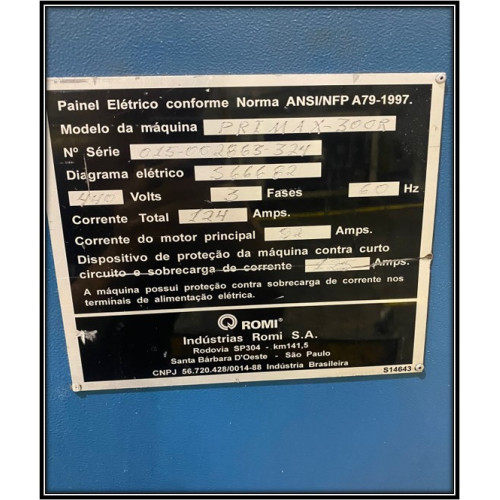 Painel Elétrico conforme Norma ANSI/NFP A79-1997.
Modelo da máquina PRIMAX-300R
Nº Série 015-002863-324
Diagrama elétrico S66672
440 Volts 3 Fases 60 Hz
Corrente Total 124 Amps.
Corrente do motor principal 52 Amps.
Dispositivo de proteção da máquina contra curto
circuito e sobrecarga de corrente Amps.
A máquina possui proteção contra sobrecarga de corrente nos
terminais de alimentação elétrica.
ROMI
Indústrias Romi S.A.
Rodovia SP304 - km141,5
Santa Bárbara D'Oeste - São Paulo
CNPJ 56.720.428/0014-88 Indústria Brasileira
S14643